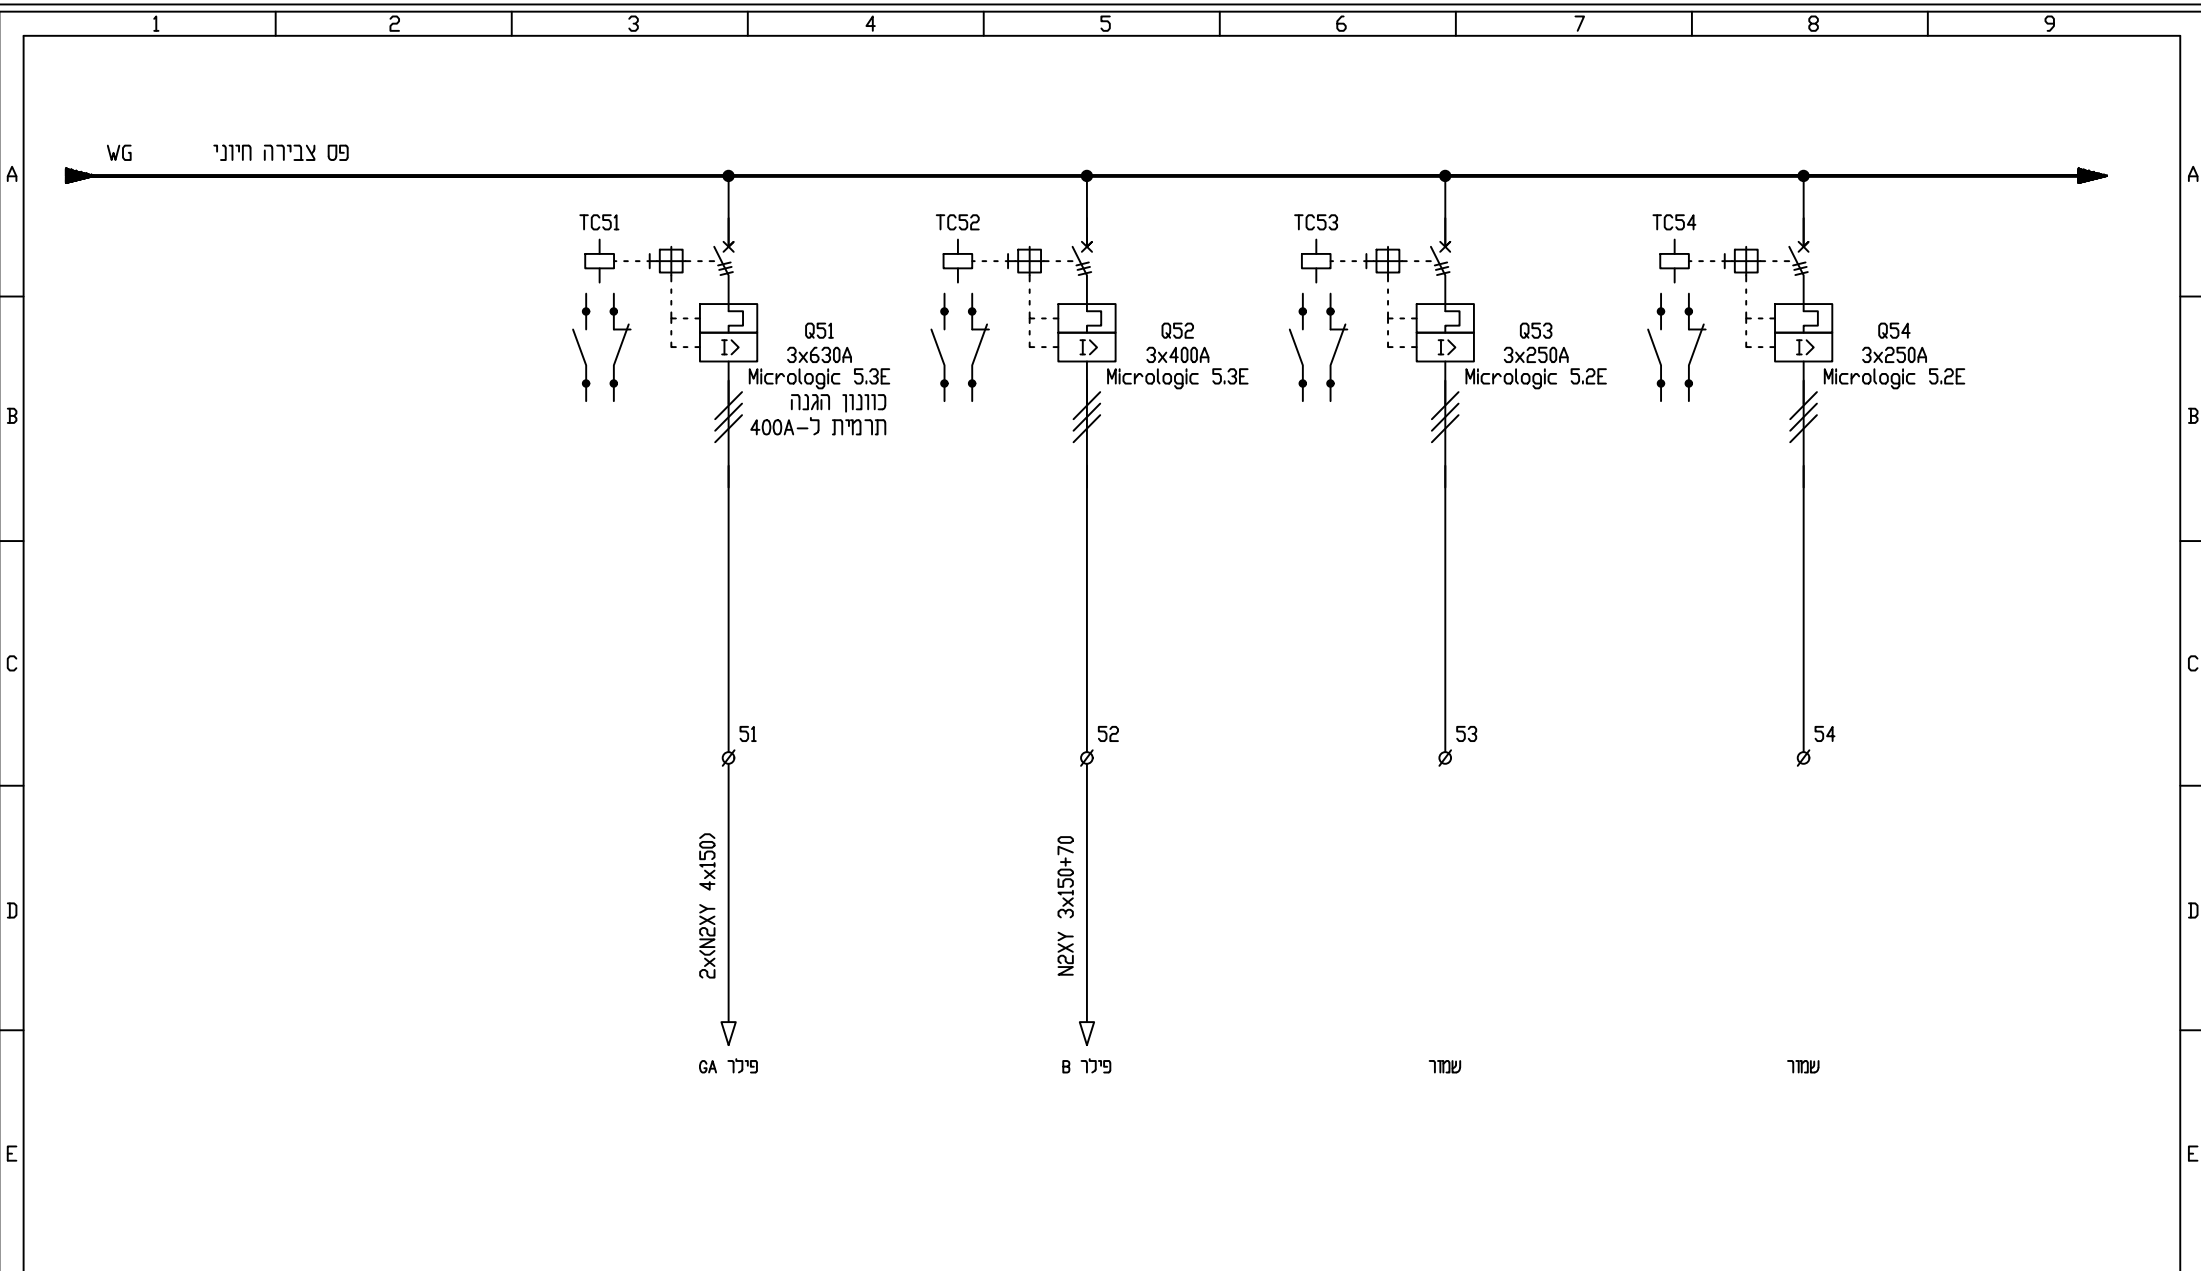 1 2 3 4 5 6 7 8 9
WG פס צבירה חיוני
A A
TC51 TC52 TC53 TC54
Q51
3x630A
Micrologic 5.3E
כוונון הגנה
תרמית ל-400A
I>
Q52
3x400A
Micrologic 5.3E
I>
Q53
3x250A
Micrologic 5.2E
I>
Q54
3x250A
Micrologic 5.2E
I>
B B
C C
51 52 53 54
2x(N2XY 4x150)
N2XY 3x150+70
D D
פילר GA
פילר B
שמור
שמור
E E